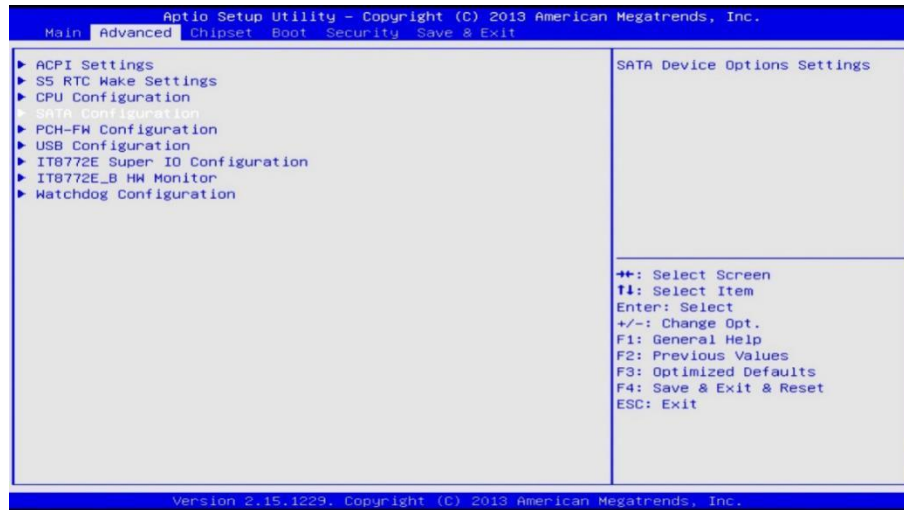 Aptio Setup Utility – Copyright (C) 2013 American Megatrends, Inc.
Main Advanced Chipset Boot Security Save & Exit
► ACPI Settings
► S5 RTC Wake Settings
► CPU Configuration
► SATA Configuration
► PCH-FW Configuration
► USB Configuration
► IT8772E Super IO Configuration
► IT8772E_B HW Monitor
► Watchdog Configuration
SATA Device Options Settings
→←: Select Screen
↑↓: Select Item
Enter: Select
+/-: Change Opt.
F1: General Help
F2: Previous Values
F3: Optimized Defaults
F4: Save & Exit & Reset
ESC: Exit
Version 2.15.1229. Copyright (C) 2013 American Megatrends, Inc.